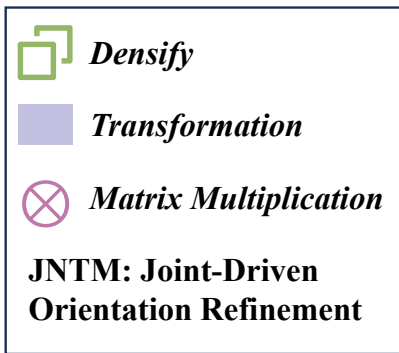 Densify
Transformation
Matrix Multiplication
JNTM: Joint-Driven
Orientation Refinement